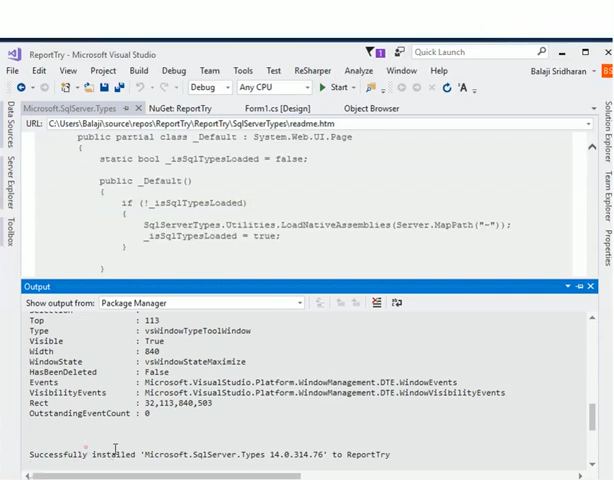 ReportTry - Microsoft Visual Studio
1
Quick Launch
File Edit View Project Build Debug Team Tools Test ReSharper Analyze Window Help
Balaji Sridharan BS
Debug Any CPU Start
Microsoft.SqlServer.Types NuGet: ReportTry Form1.cs [Design] Object Browser
URL: C:\Users\Balaji\source\repos\ReportTry\ReportTry\SqlServerTypes\readme.htm
public partial class _Default : System.Web.UI.Page
{
static bool _isSqlTypesLoaded = false;
public _Default()
{
if (!_isSqlTypesLoaded)
{
SqlServerTypes.Utilities.LoadNativeAssemblies(Server.MapPath("~"));
_isSqlTypesLoaded = true;
}
}
Data Sources
Server Explorer
Toolbox
Solution Explorer
Team Explorer
Properties
Output
Show output from: Package Manager
Top : 113
Type : vsWindowTypeToolWindow
Visible : True
Width : 840
WindowState : vsWindowStateMaximize
HasBeenDeleted : False
Events : Microsoft.VisualStudio.Platform.WindowManagement.DTE.WindowEvents
VisibilityEvents : Microsoft.VisualStudio.Platform.WindowManagement.DTE.WindowVisibilityEvents
Rect : 32,113,840,503
OutstandingEventCount : 0
Successfully installed 'Microsoft.SqlServer.Types 14.0.314.76' to ReportTry